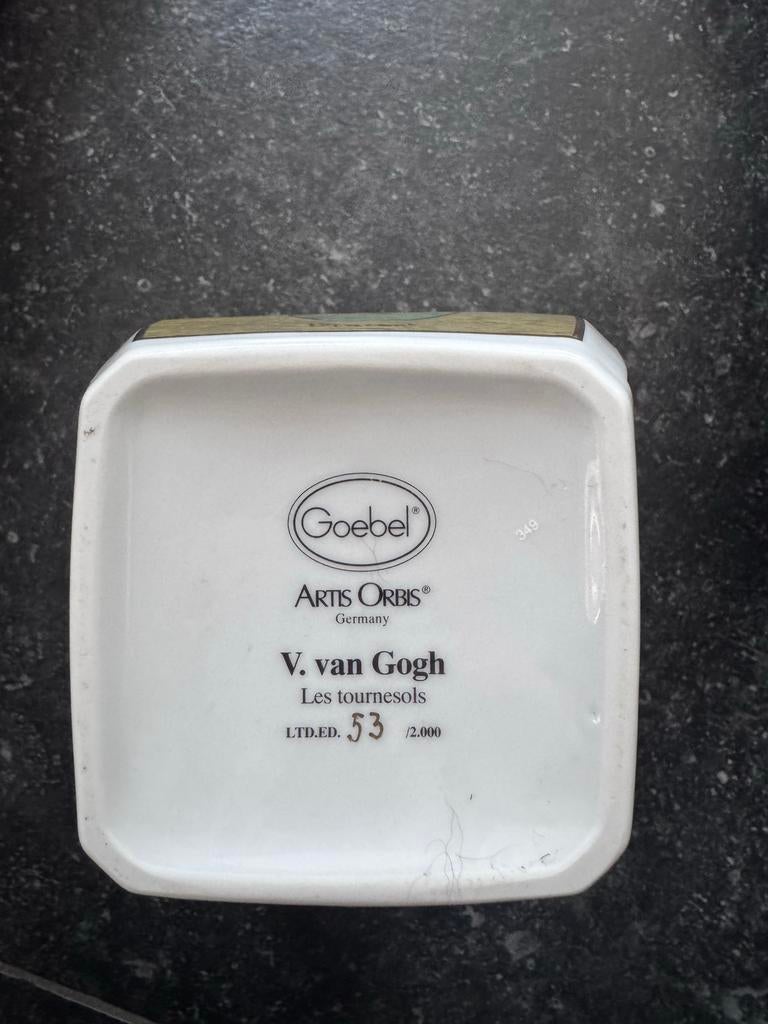 Goebel®
349
ARTIS ORBIS®
Germany
V. van Gogh
Les tournesols
LTD.ED. 53 /2.000